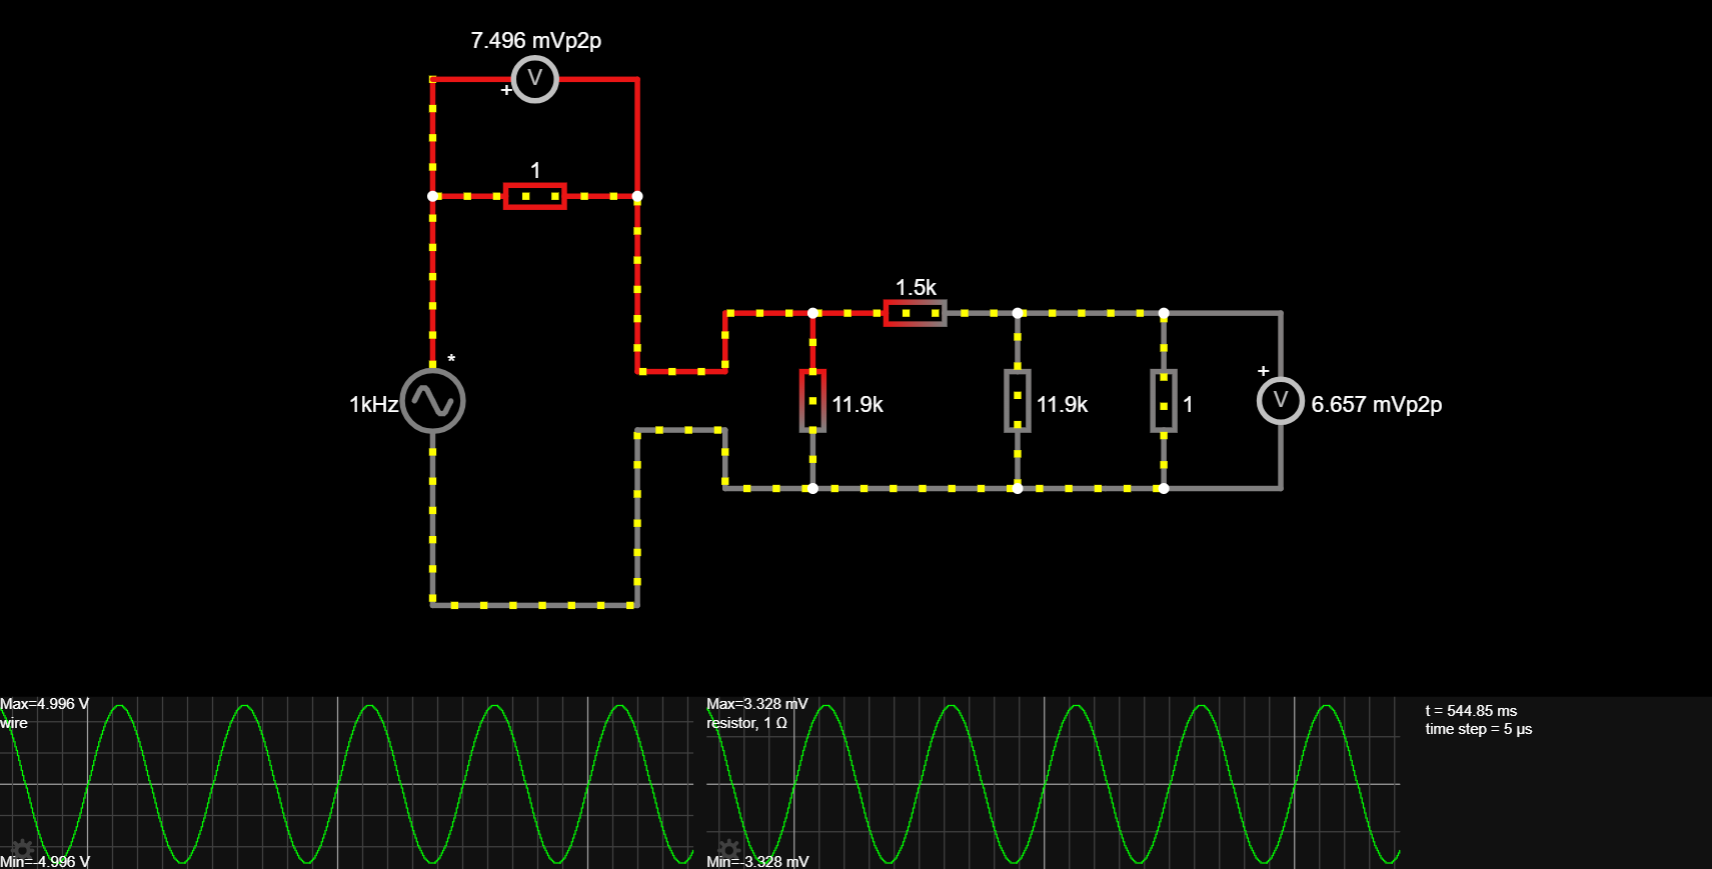 7.496 mVp2p
V
+
1
1.5k
*
1kHz
11.9k
11.9k
1
+
V
6.657 mVp2p
Max=4.996 V
wire
Min=-4.996 V
Max=3.328 mV
resistor, 1 Ω
Min=-3.328 mV
t = 544.85 ms
time step = 5 µs